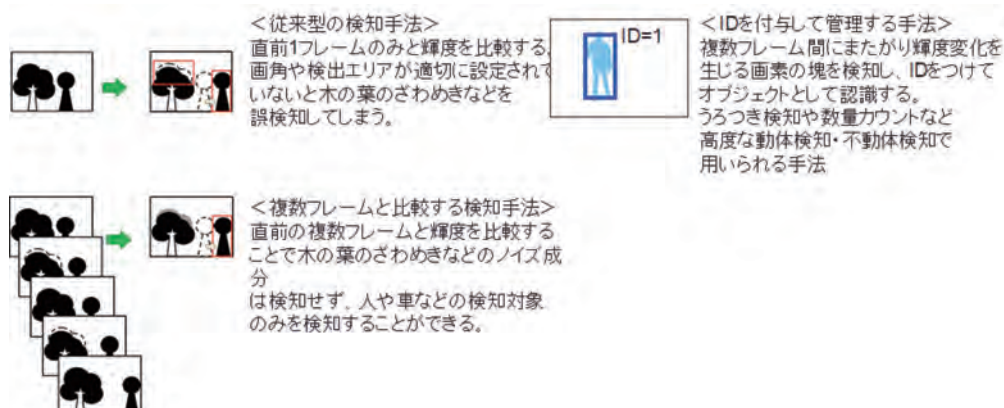 ＜従来型の検知手法＞
直前1フレームのみと輝度を比較する。
画角や検出エリアが適切に設定されて
いないと木の葉のざわめきなどを
誤検知してしまう。
ID=1
＜IDを付与して管理する手法＞
複数フレーム間にまたがり輝度変化を
生じる画素の塊を検知し、IDをつけて
オブジェクトとして認識する。
うろつき検知や数量カウントなど
高度な動体検知・不動体検知で
用いられる手法
＜複数フレームと比較する検知手法＞
直前の複数フレームと輝度を比較する
ことで木の葉のざわめきなどのノイズ成
分
は検知せず、人や車などの検知対象
のみを検知することができる。